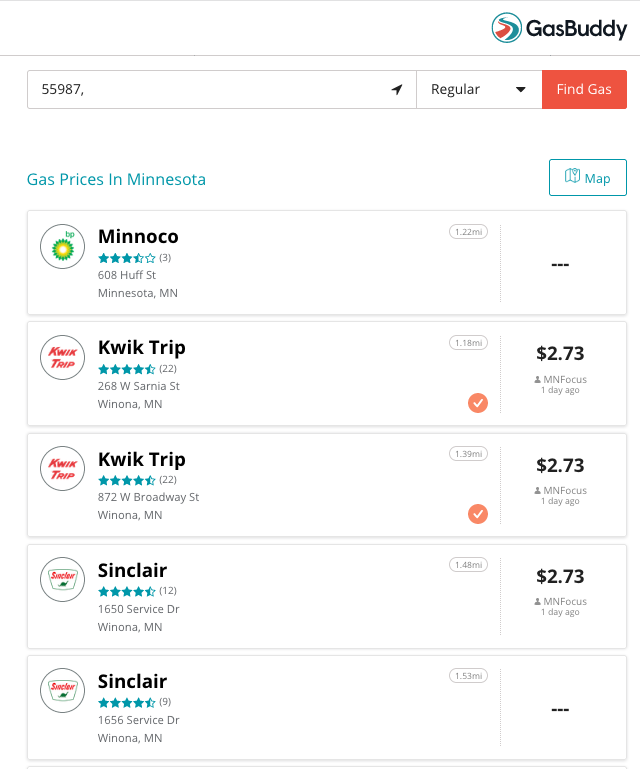 GasBuddy
55987,
Regular
Find Gas
Gas Prices In Minnesota
Map
bp
Minnoco
1.22mi
(3)
608 Huff St
Minnesota, MN
---
KWIK
TRIP
Kwik Trip
1.18mi
$2.73
(22)
MNFocus
268 W Sarnia St
1 day ago
Winona, MN
KWIK
TRIP
Kwik Trip
1.39mi
$2.73
(22)
MNFocus
872 W Broadway St
1 day ago
Winona, MN
Sinclair
Sinclair
1.48mi
$2.73
(12)
MNFocus
1650 Service Dr
1 day ago
Winona, MN
Sinclair
Sinclair
1.53mi
(9)
1656 Service Dr
Winona, MN
---